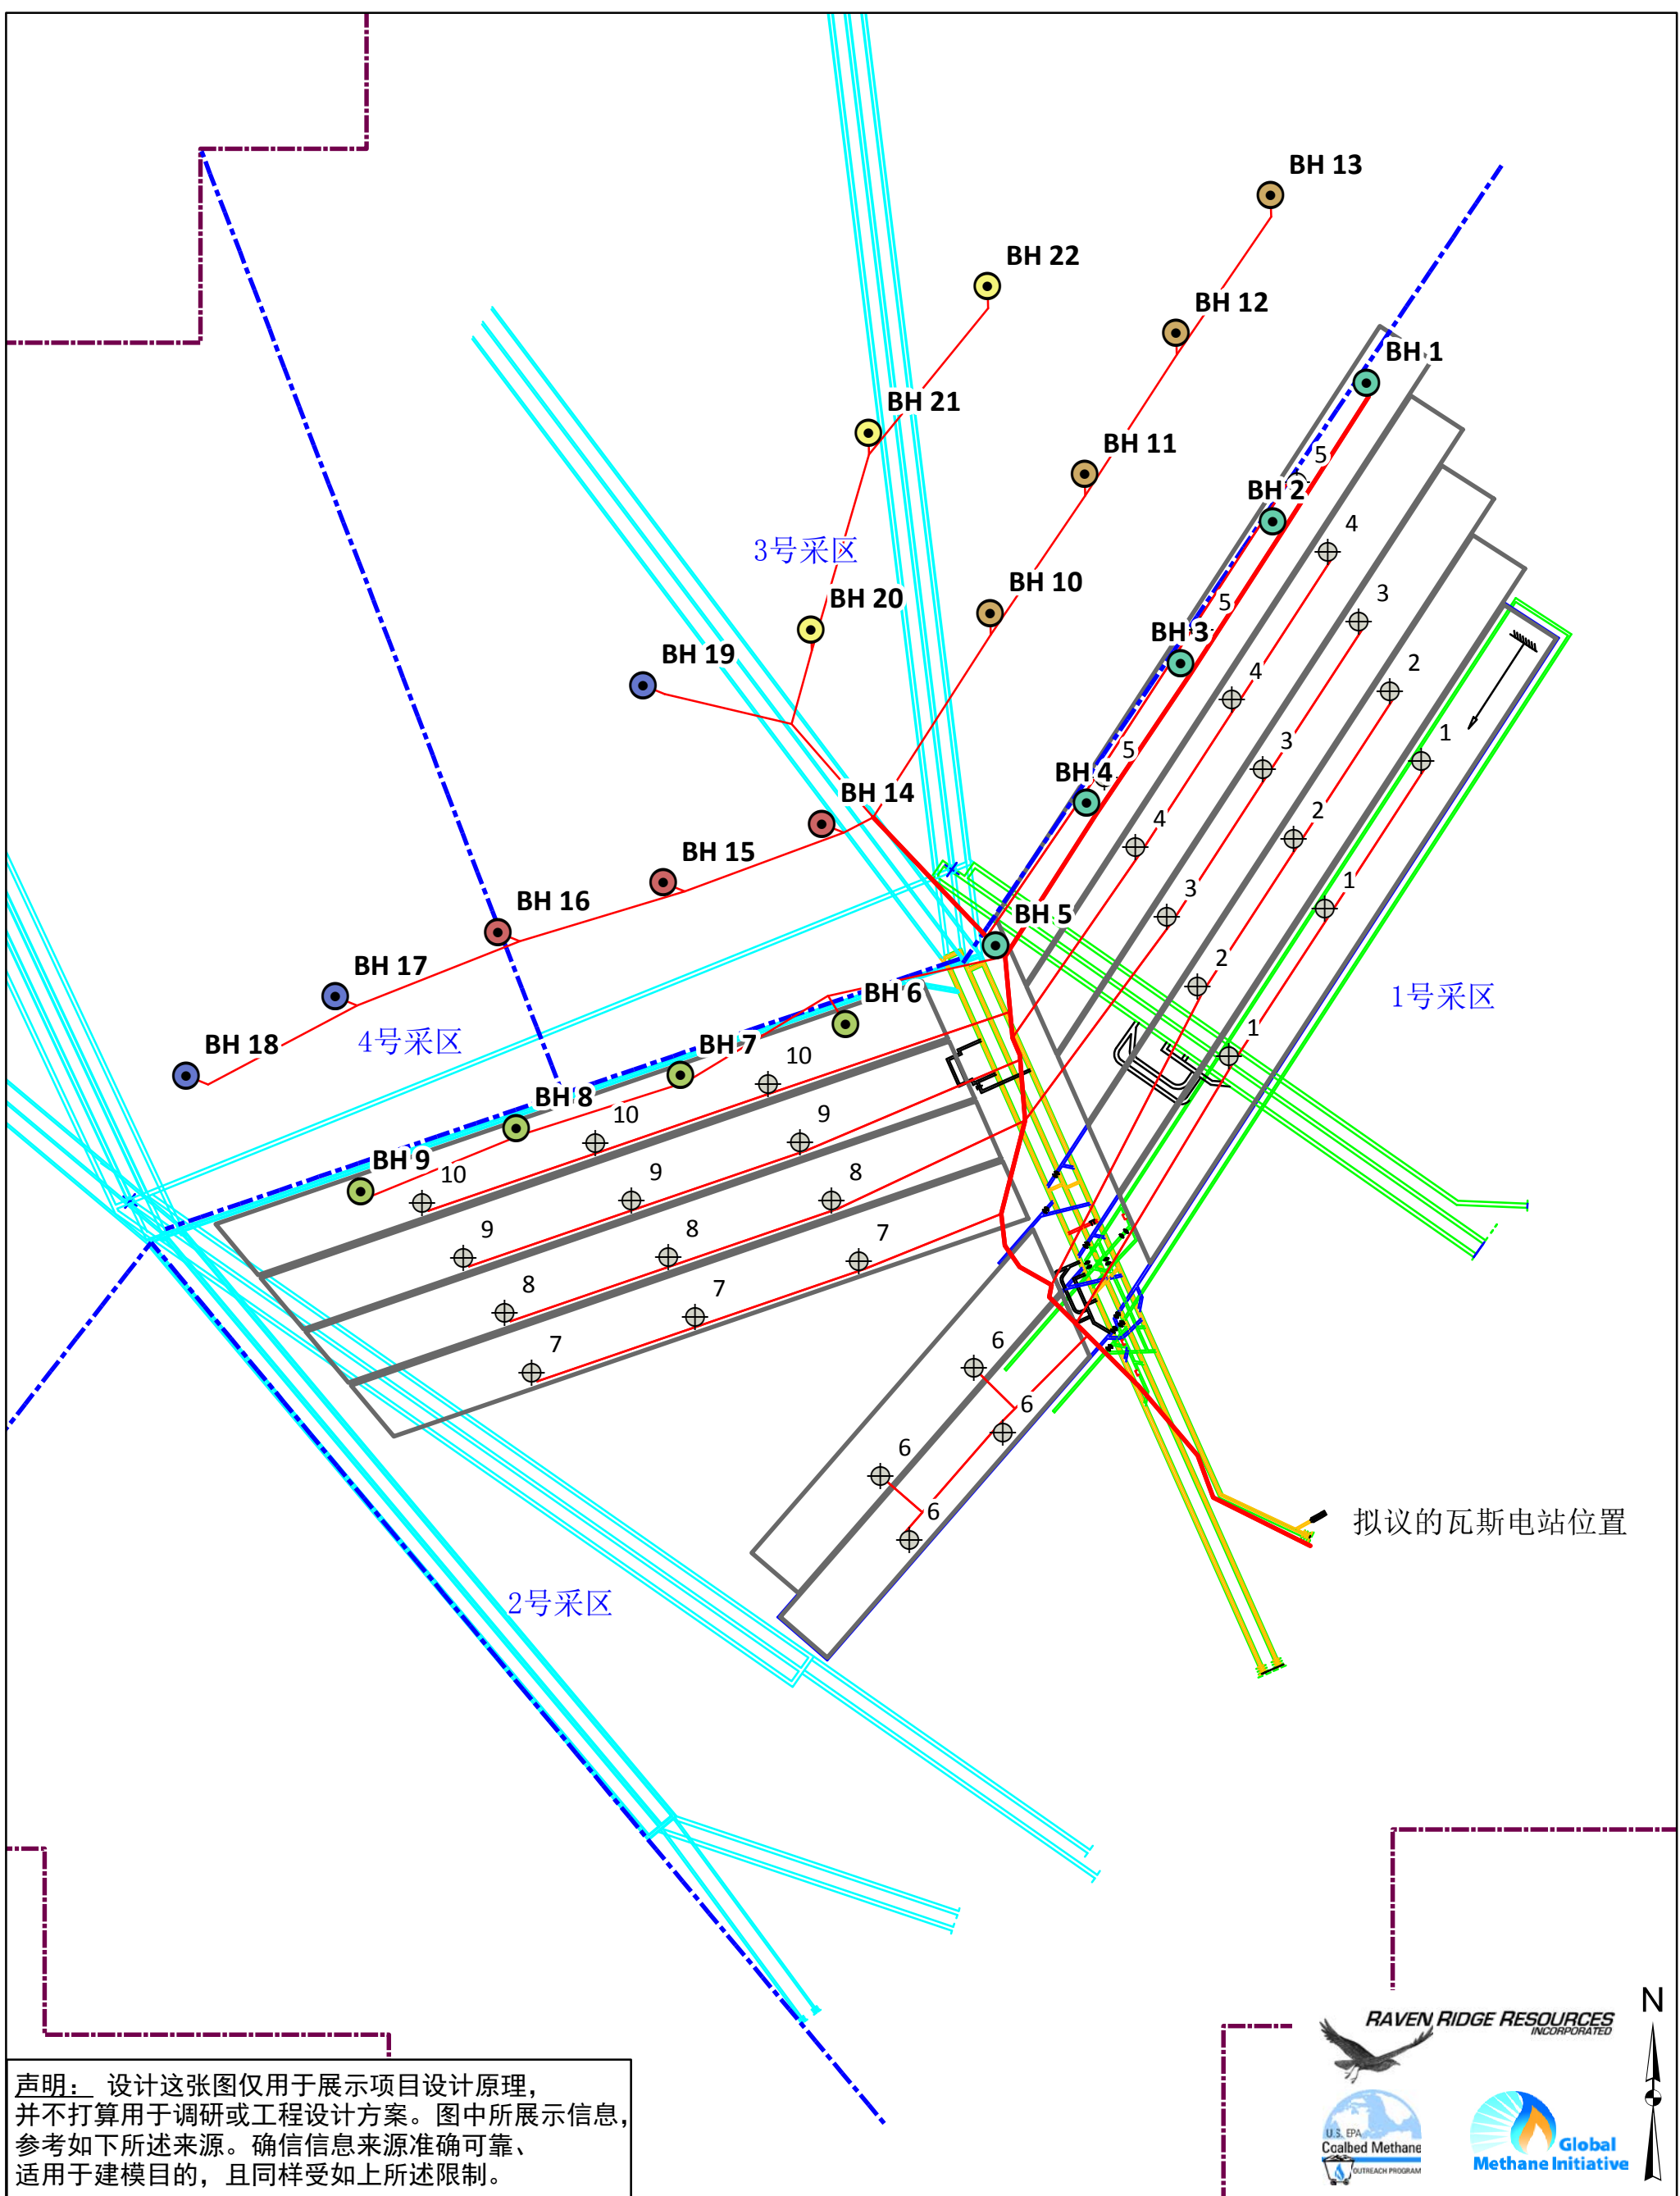 BH 13
BH 22
BH 12
BH 1
BH 21
BH 11
5
BH 2
4
3号采区
BH 10
3
BH 20
5
BH 3
BH 19
4
2
3
1
5
BH 4
BH 14
4
2
BH 15
3
1
BH 16
BH 5
2
BH 17
BH 6
1号采区
4号采区
BH 18
BH 7
1
10
BH 8
10
9
BH 9
10
9
8
9
8
7
8
7
7
6
6
6
6
拟议的瓦斯电站位置
2号采区
RAVEN RIDGE RESOURCES
INCORPORATED
N
声明： 设计这张图仅用于展示项目设计原理，
并不打算用于调研或工程设计方案。图中所展示信息，
参考如下所述来源。确信信息来源准确可靠、
适用于建模目的，且同样受如上所述限制。
U.S. EPA
Coalbed Methane
OUTREACH PROGRAM
Global
Methane Initiative